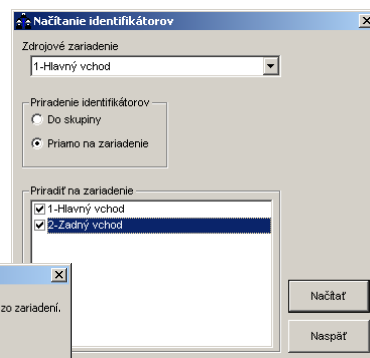 Načítanie identifikátorov
Zdrojové zariadenie
1-Hlavný vchod
Priradenie identifikátorov
Do skupiny
Priamo na zariadenie
Priradiť na zariadenie
1-Hlavný vchod
2-Zadný vchod
zo zariadení.
Načítať
Naspäť